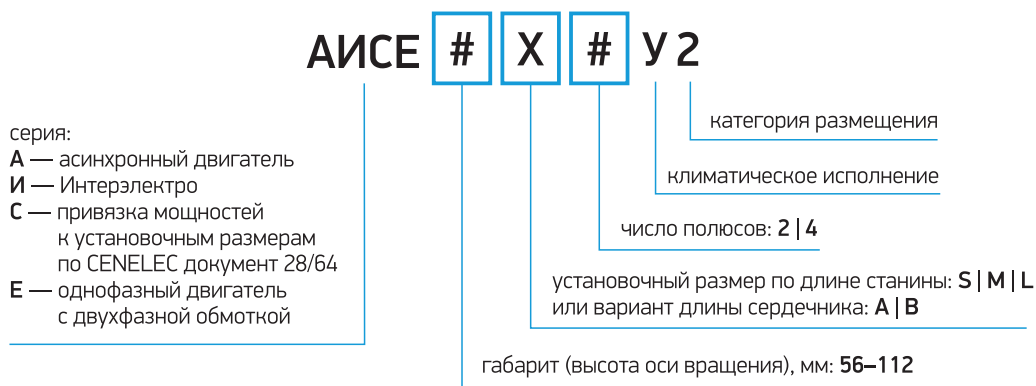 АИСЕ # X # У 2
серия:
А — асинхронный двигатель
И — Интерэлектро
С — привязка мощностей
к установочным размерам
по CENELEC документ 28/64
Е — однофазный двигатель
с двухфазной обмоткой
категория размещения
климатическое исполнение
число полюсов: 2 | 4
установочный размер по длине станины: S | M | L
или вариант длины сердечника: A | B
габарит (высота оси вращения), мм: 56–112